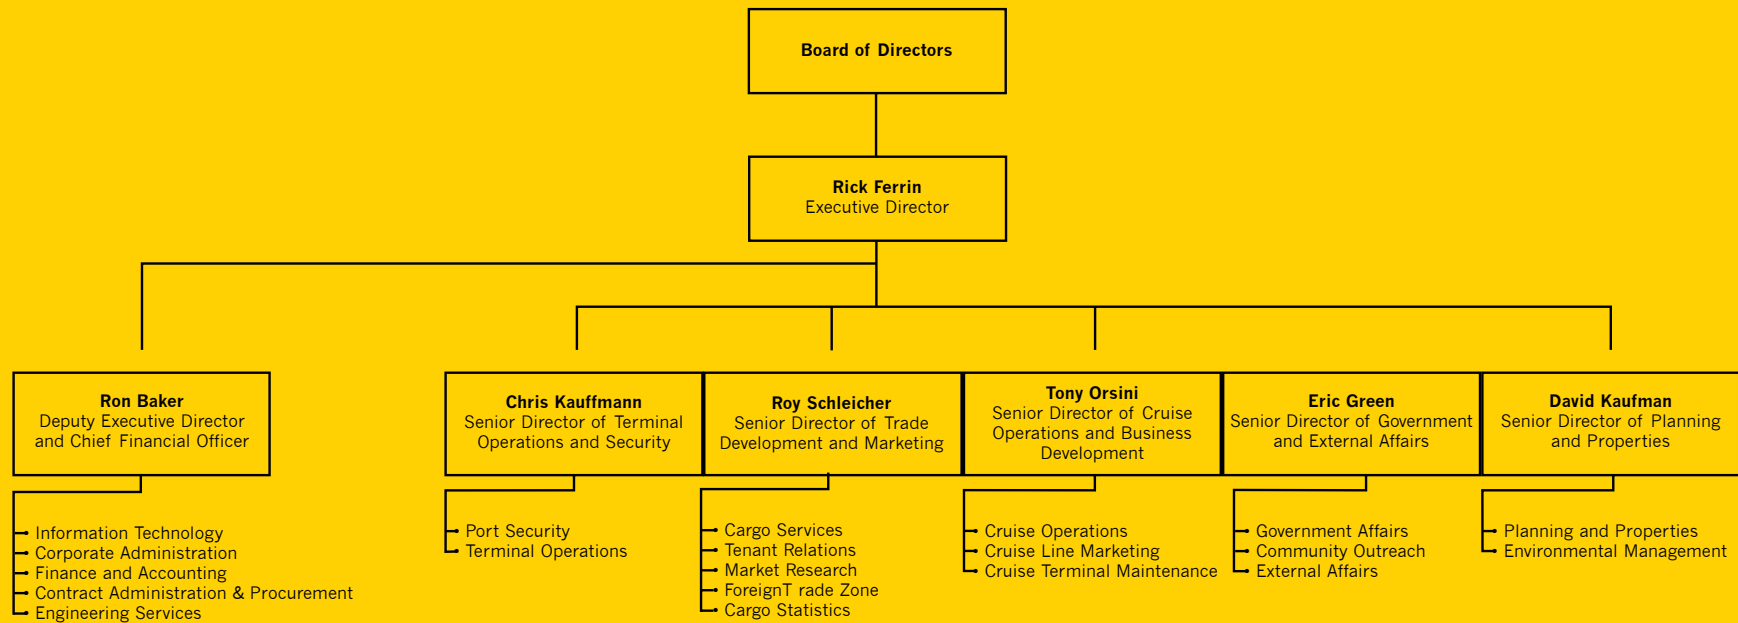 Board of Directors
Rick Ferrin
Executive Director
Ron Baker
Deputy Executive Director
and Chief Financial Officer
Information Technology
Corporate Administration
Finance and Accounting
Contract Administration & Procurement
Engineering Services
Chris Kauffmann
Senior Director of Terminal
Operations and Security
Port Security
Terminal Operations
Roy Schleicher
Senior Director of Trade
Development and Marketing
Cargo Services
Tenant Relations
Market Research
ForeignT rade Zone
Cargo Statistics
Tony Orsini
Senior Director of Cruise
Operations and Business
Development
Cruise Operations
Cruise Line Marketing
Cruise Terminal Maintenance
Eric Green
Senior Director of Government
and External Affairs
Government Affairs
Community Outreach
External Affairs
David Kaufman
Senior Director of Planning
and Properties
Planning and Properties
Environmental Management